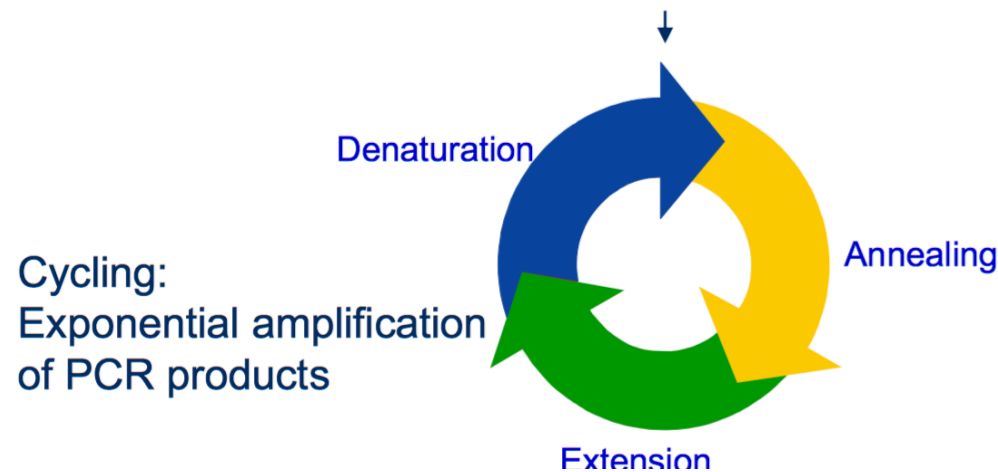 Denaturation
Annealing
Cycling:
Exponential amplification
of PCR products
Extension